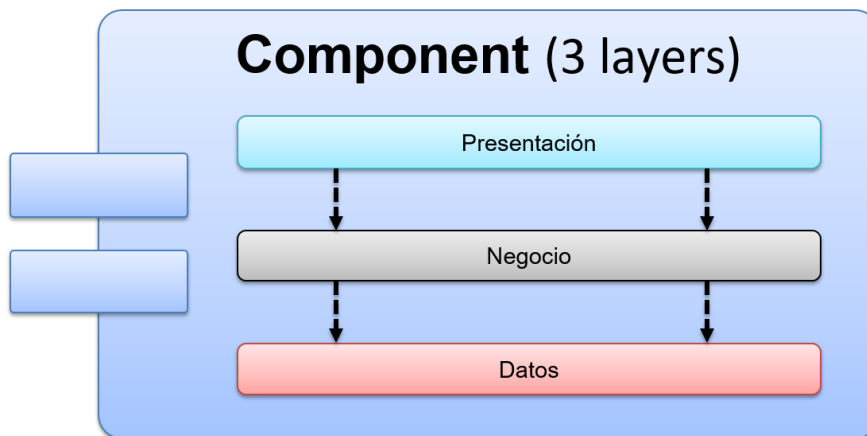 Component (3 layers)
Presentación
Negocio
Datos